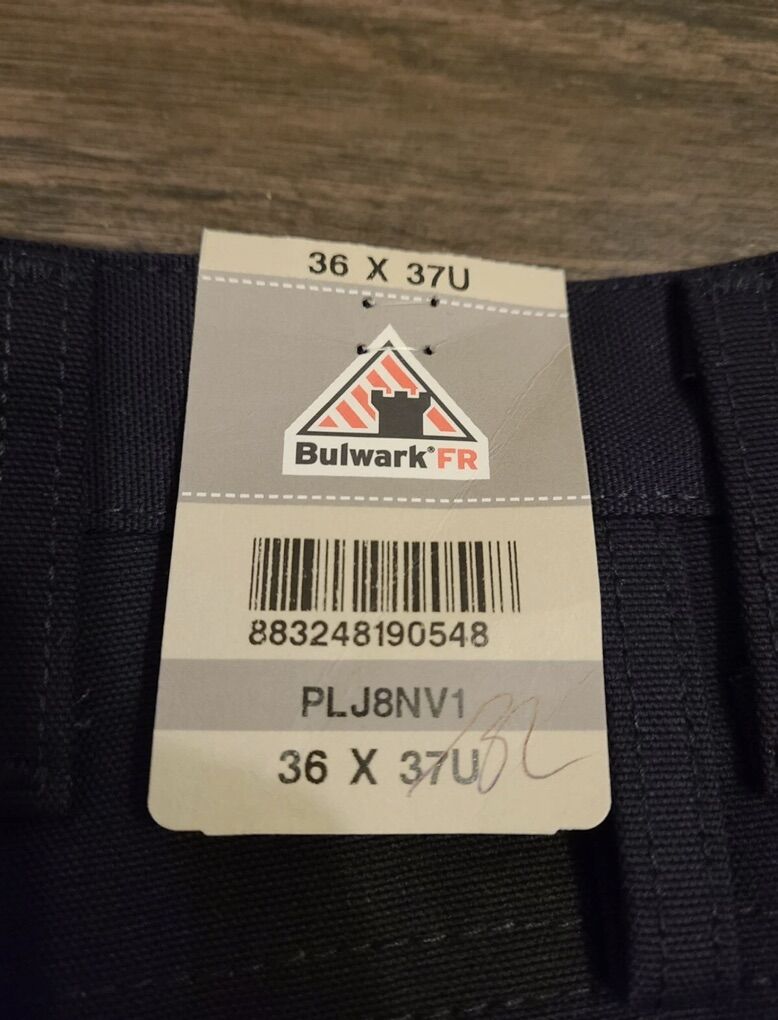 36 X 37U
Bulwark®FR
883248190548
PLJ8NV1
36 X 37U